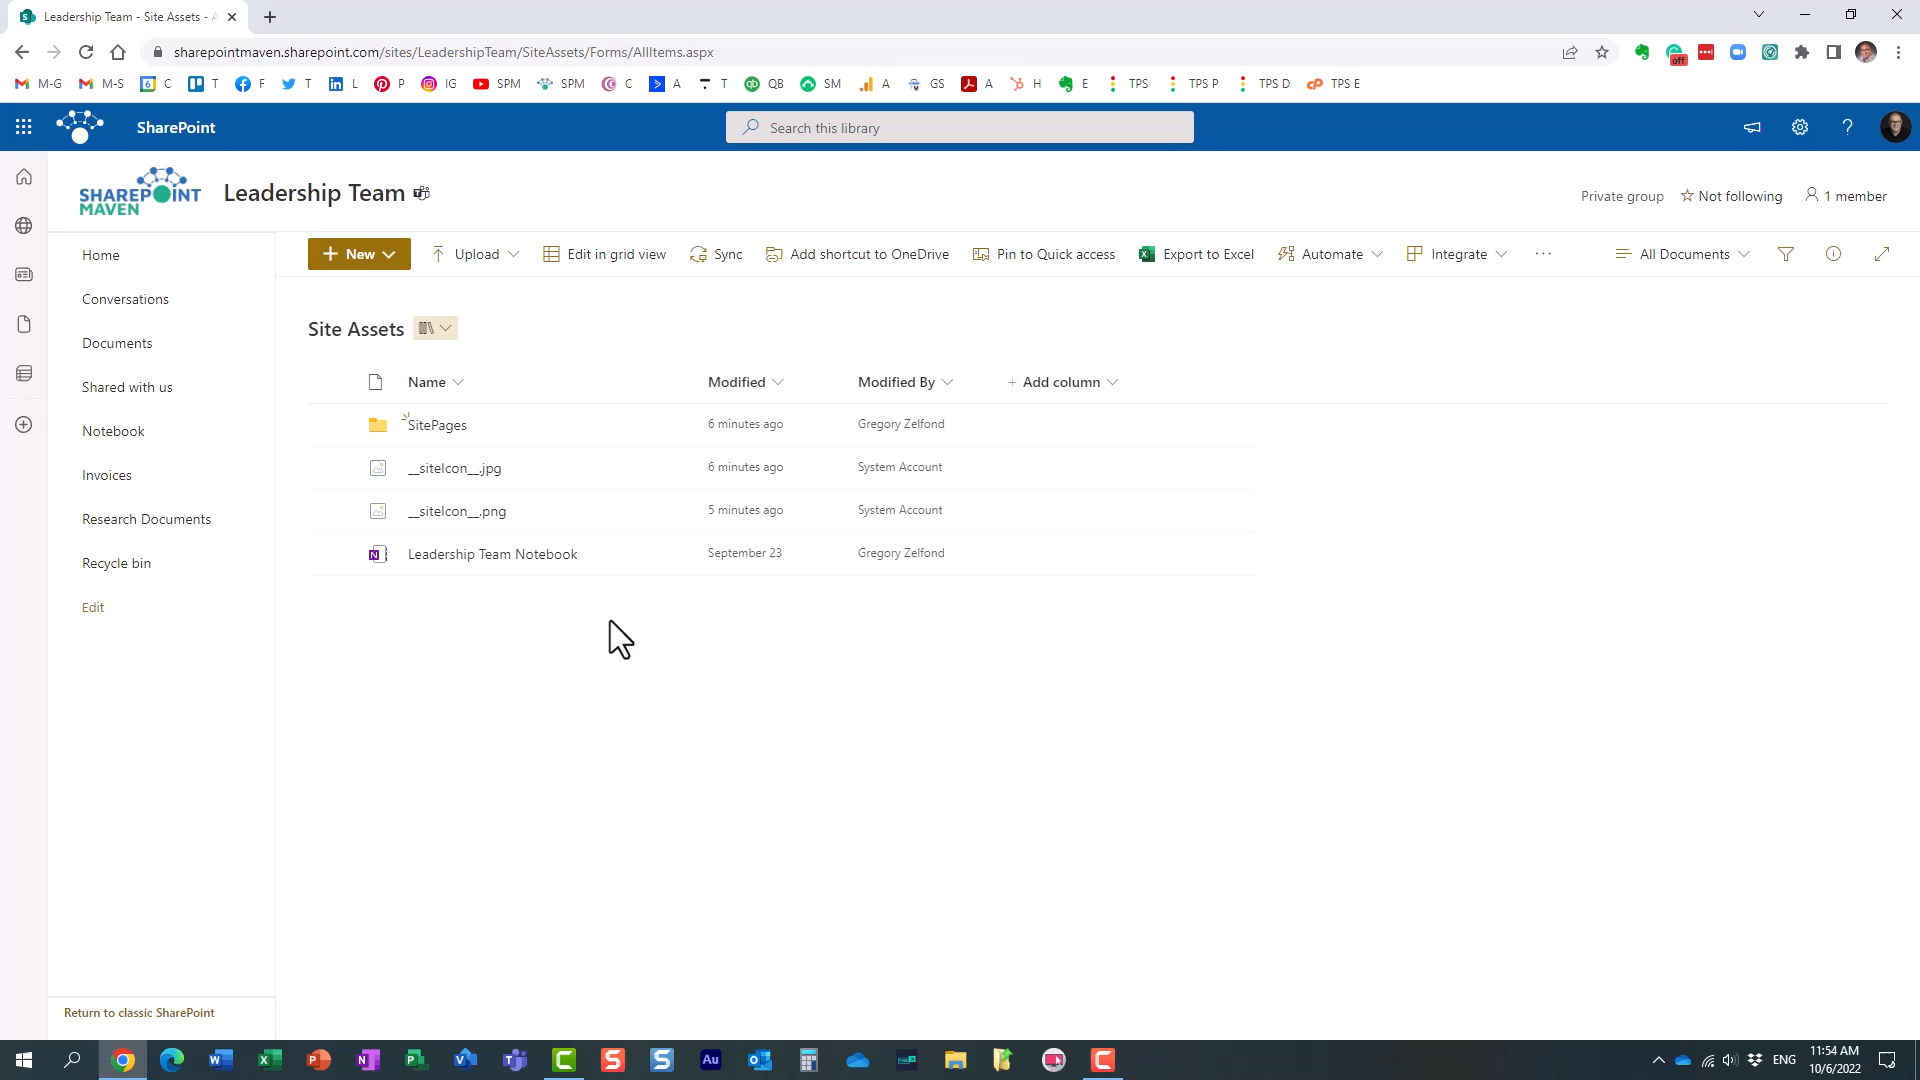 Leadership Team - Site Assets - A
sharepointmaven.sharepoint.com/sites/LeadershipTeam/SiteAssets/Forms/AllItems.aspx
off
M-G M-S 6 C T F T L P IG SPM SPM C A T QB SM A GS A H E TPS TPS P TPS D TPS E
SharePoint
Search this library
SHAREPOINT
MAVEN
Leadership Team
Private group Not following 1 member
Home
Conversations
Documents
Shared with us
Notebook
Invoices
Research Documents
Recycle bin
Edit
Return to classic SharePoint
New Upload Edit in grid view Sync Add shortcut to OneDrive Pin to Quick access Export to Excel Automate Integrate ... All Documents
Site Assets
Name Modified Modified By + Add column
SitePages 6 minutes ago Gregory Zelfond
__siteIcon__.jpg 6 minutes ago System Account
__siteIcon__.png 5 minutes ago System Account
Leadership Team Notebook September 23 Gregory Zelfond
ENG
11:54 AM
10/6/2022